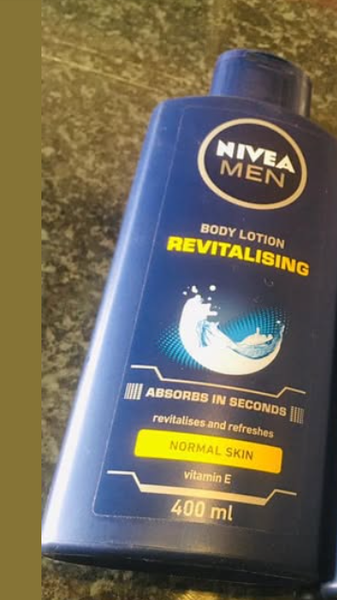 NIVEA
MEN
BODY LOTION
REVITALISING
ABSORBS IN SECONDS
revitalises and refreshes
NORMAL SKIN
vitamin E
400 ml